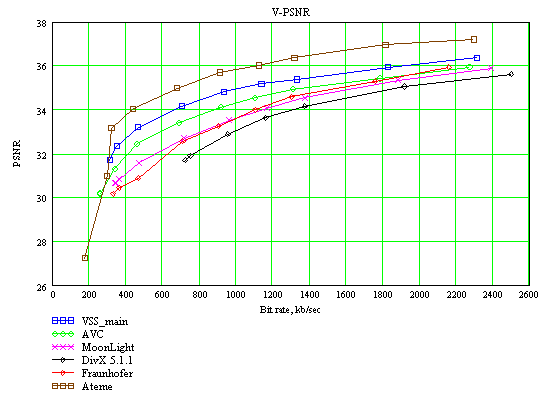 V-PSNR
38
36
34
32
30
28
26
PSNR
0 200 400 600 800 1000 1200 1400 1600 1800 2000 2200 2400 2600
Bit rate, kb/sec
VSS_main
AVC
MoonLight
DivX 5.1.1
Fraunhofer
Ateme